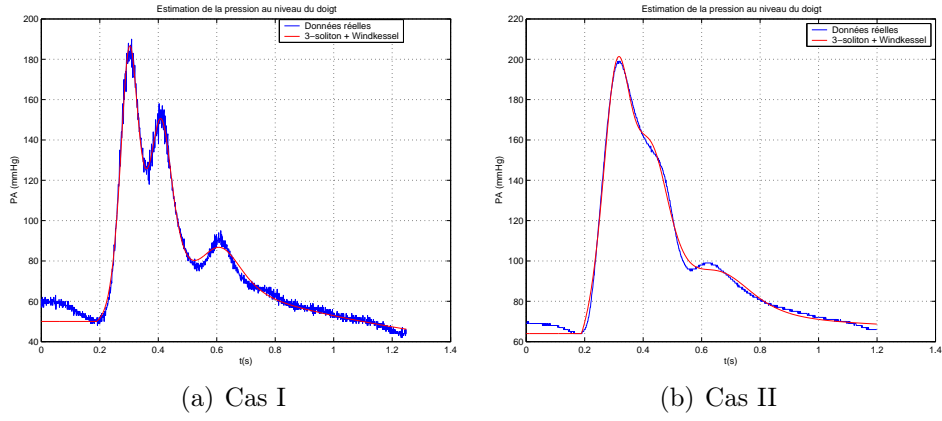 Estimation de la pression au niveau du doigt
Données réelles
3-soliton + Windkessel
PA (mmHg)
200
180
160
140
120
100
80
60
40
0
0.2
0.4
0.6
0.8
1
1.2
1.4
t(s)
(a) Cas I
Estimation de la pression au niveau du doigt
Données réelles
3-soliton + Windkessel
PA (mmHg)
220
200
180
160
140
120
100
80
60
0
0.2
0.4
0.6
0.8
1
1.2
1.4
t(s)
(b) Cas II